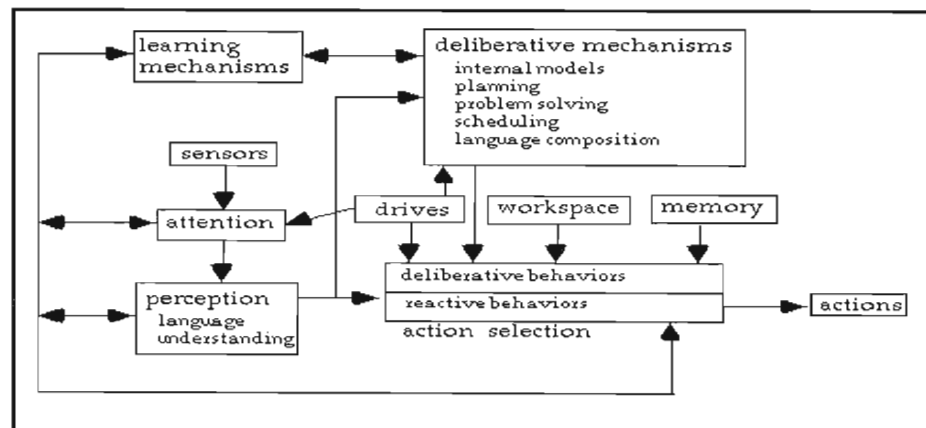 learning
mechanisms
deliberative mechanisms
internal models
planning
problem solving
scheduling
language composition
sensors
attention
drives
workspace
memory
perception
language
understanding
deliberative behaviors
reactive behaviors
action selection
actions